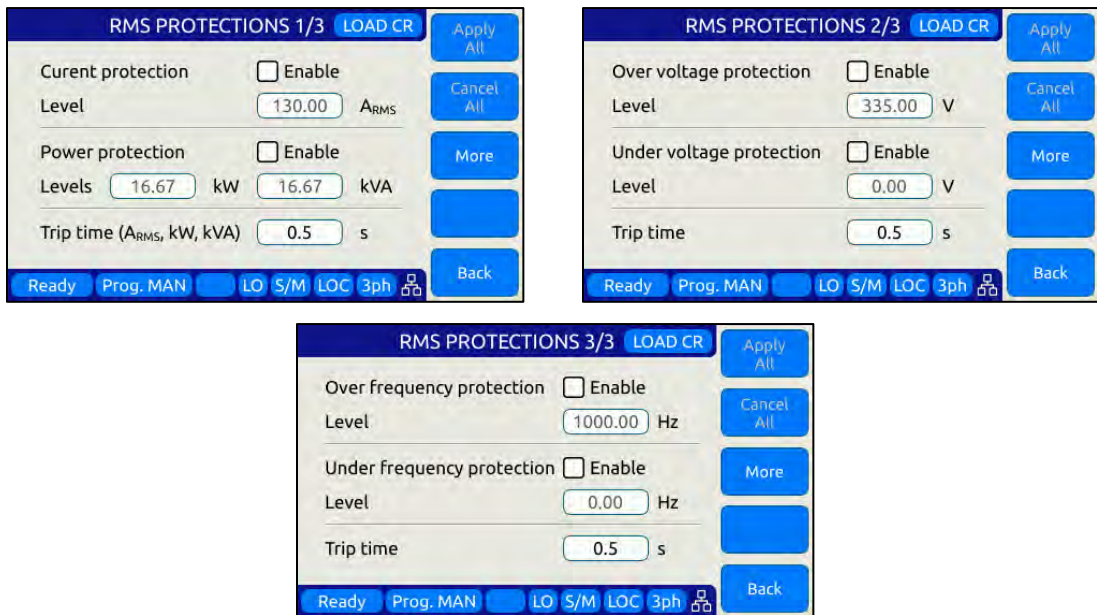 RMS PROTECTIONS 1/3 LOAD CR
Apply All
Curent protection Enable
Level 130.00 ARMS
Cancel All
Power protection Enable
More
Levels 16.67 kW 16.67 kVA
Trip time (ARMS, kW, kVA) 0.5 s
Back
Ready Prog. MAN LO S/M LOC 3ph
RMS PROTECTIONS 2/3 LOAD CR
Apply All
Over voltage protection Enable
Level 335.00 V
Cancel All
Under voltage protection Enable
More
Level 0.00 V
Trip time 0.5 s
Back
Ready Prog. MAN LO S/M LOC 3ph
RMS PROTECTIONS 3/3 LOAD CR
Apply All
Over frequency protection Enable
Level 1000.00 Hz
Cancel All
Under frequency protection Enable
More
Level 0.00 Hz
Trip time 0.5 s
Back
Ready Prog. MAN LO S/M LOC 3ph